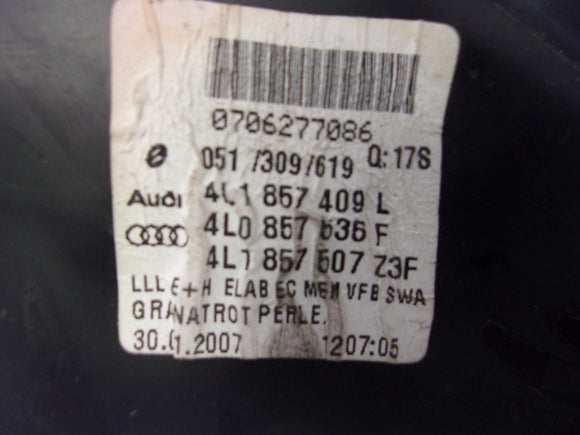 0706277086
051/309/619 Q:17S
Audi 4L1 857 409 L
4L0 857 536 F
4L1 857 507 Z3F
LLL E+H ELAB EC MEM VFB SWA
GRANATROT PERLE.
30.01.2007 1207:05